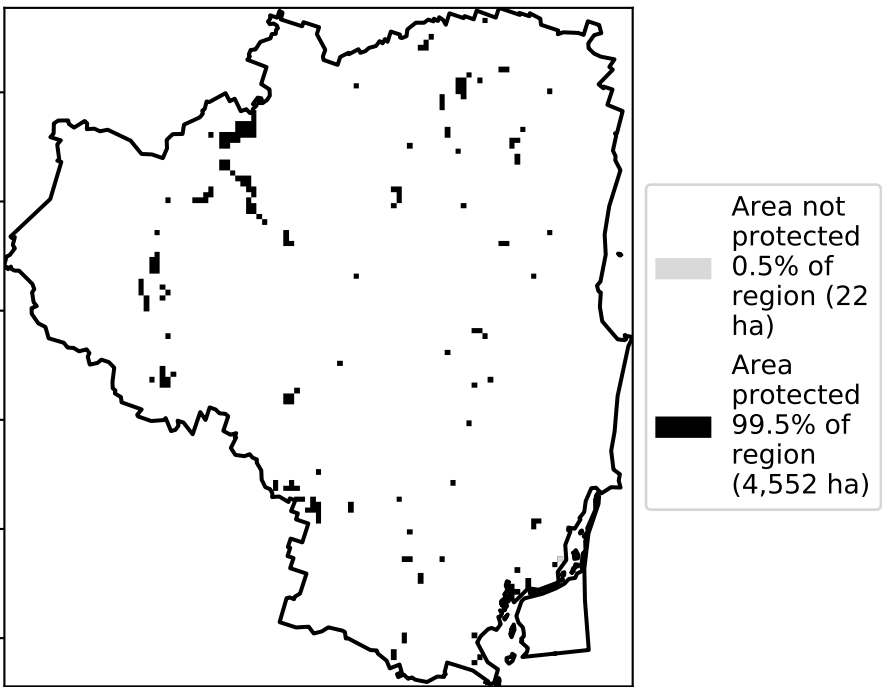 Area not
protected
0.5% of
region (22
ha)
Area
protected
99.5% of
region
(4,552 ha)